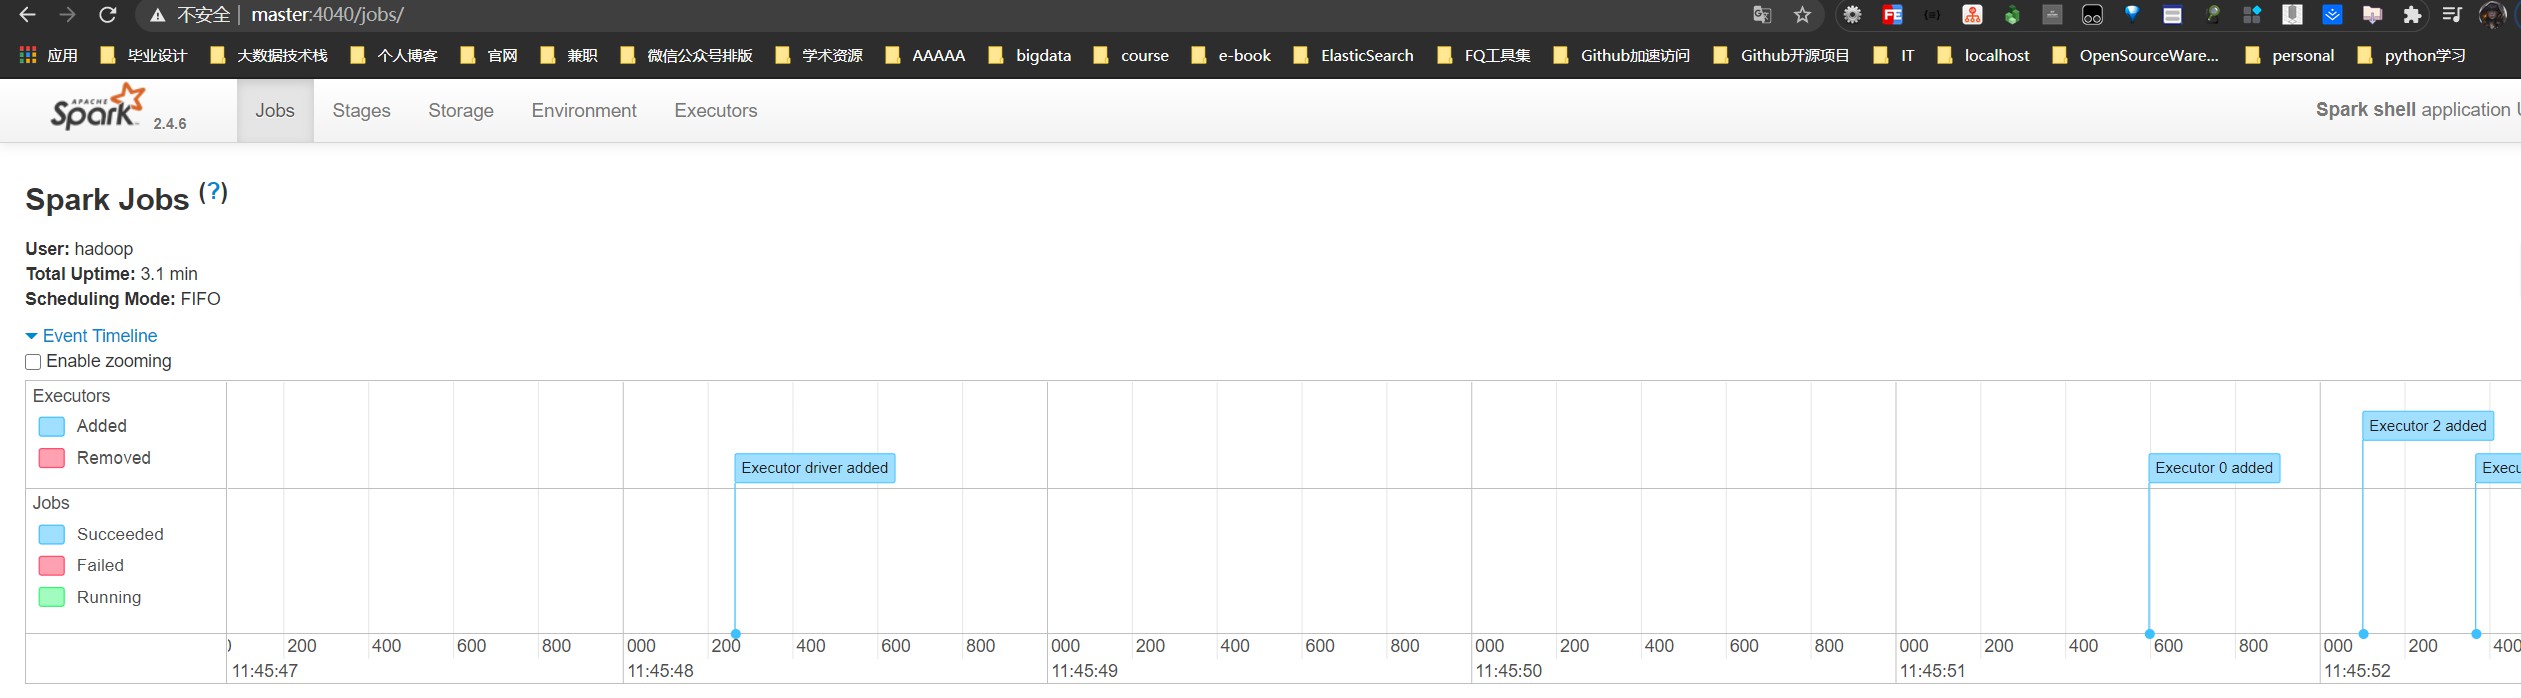 不安全 | master:4040/jobs/
应用 毕业设计 大数据技术栈 个人博客 官网 兼职 微信公众号排版 学术资源 AAAAA bigdata course e-book ElasticSearch FQ工具集 Github加速访问 Github开源项目 IT localhost OpenSourceWare... personal python学习
APACHE Spark 2.4.6 Jobs Stages Storage Environment Executors Spark shell application
Spark Jobs (?)
User: hadoop
Total Uptime: 3.1 min
Scheduling Mode: FIFO
Event Timeline
Enable zooming
Executors
Added
Removed
Executor driver added
Executor 0 added
Executor 2 added
Execu
Jobs
Succeeded
Failed
Running
200 400 600 800 000 200 400 600 800 000 200 400 600 800 000 200 400 600 800 000 200 400 600 800 000 200 400
11:45:47 11:45:48 11:45:49 11:45:50 11:45:51 11:45:52